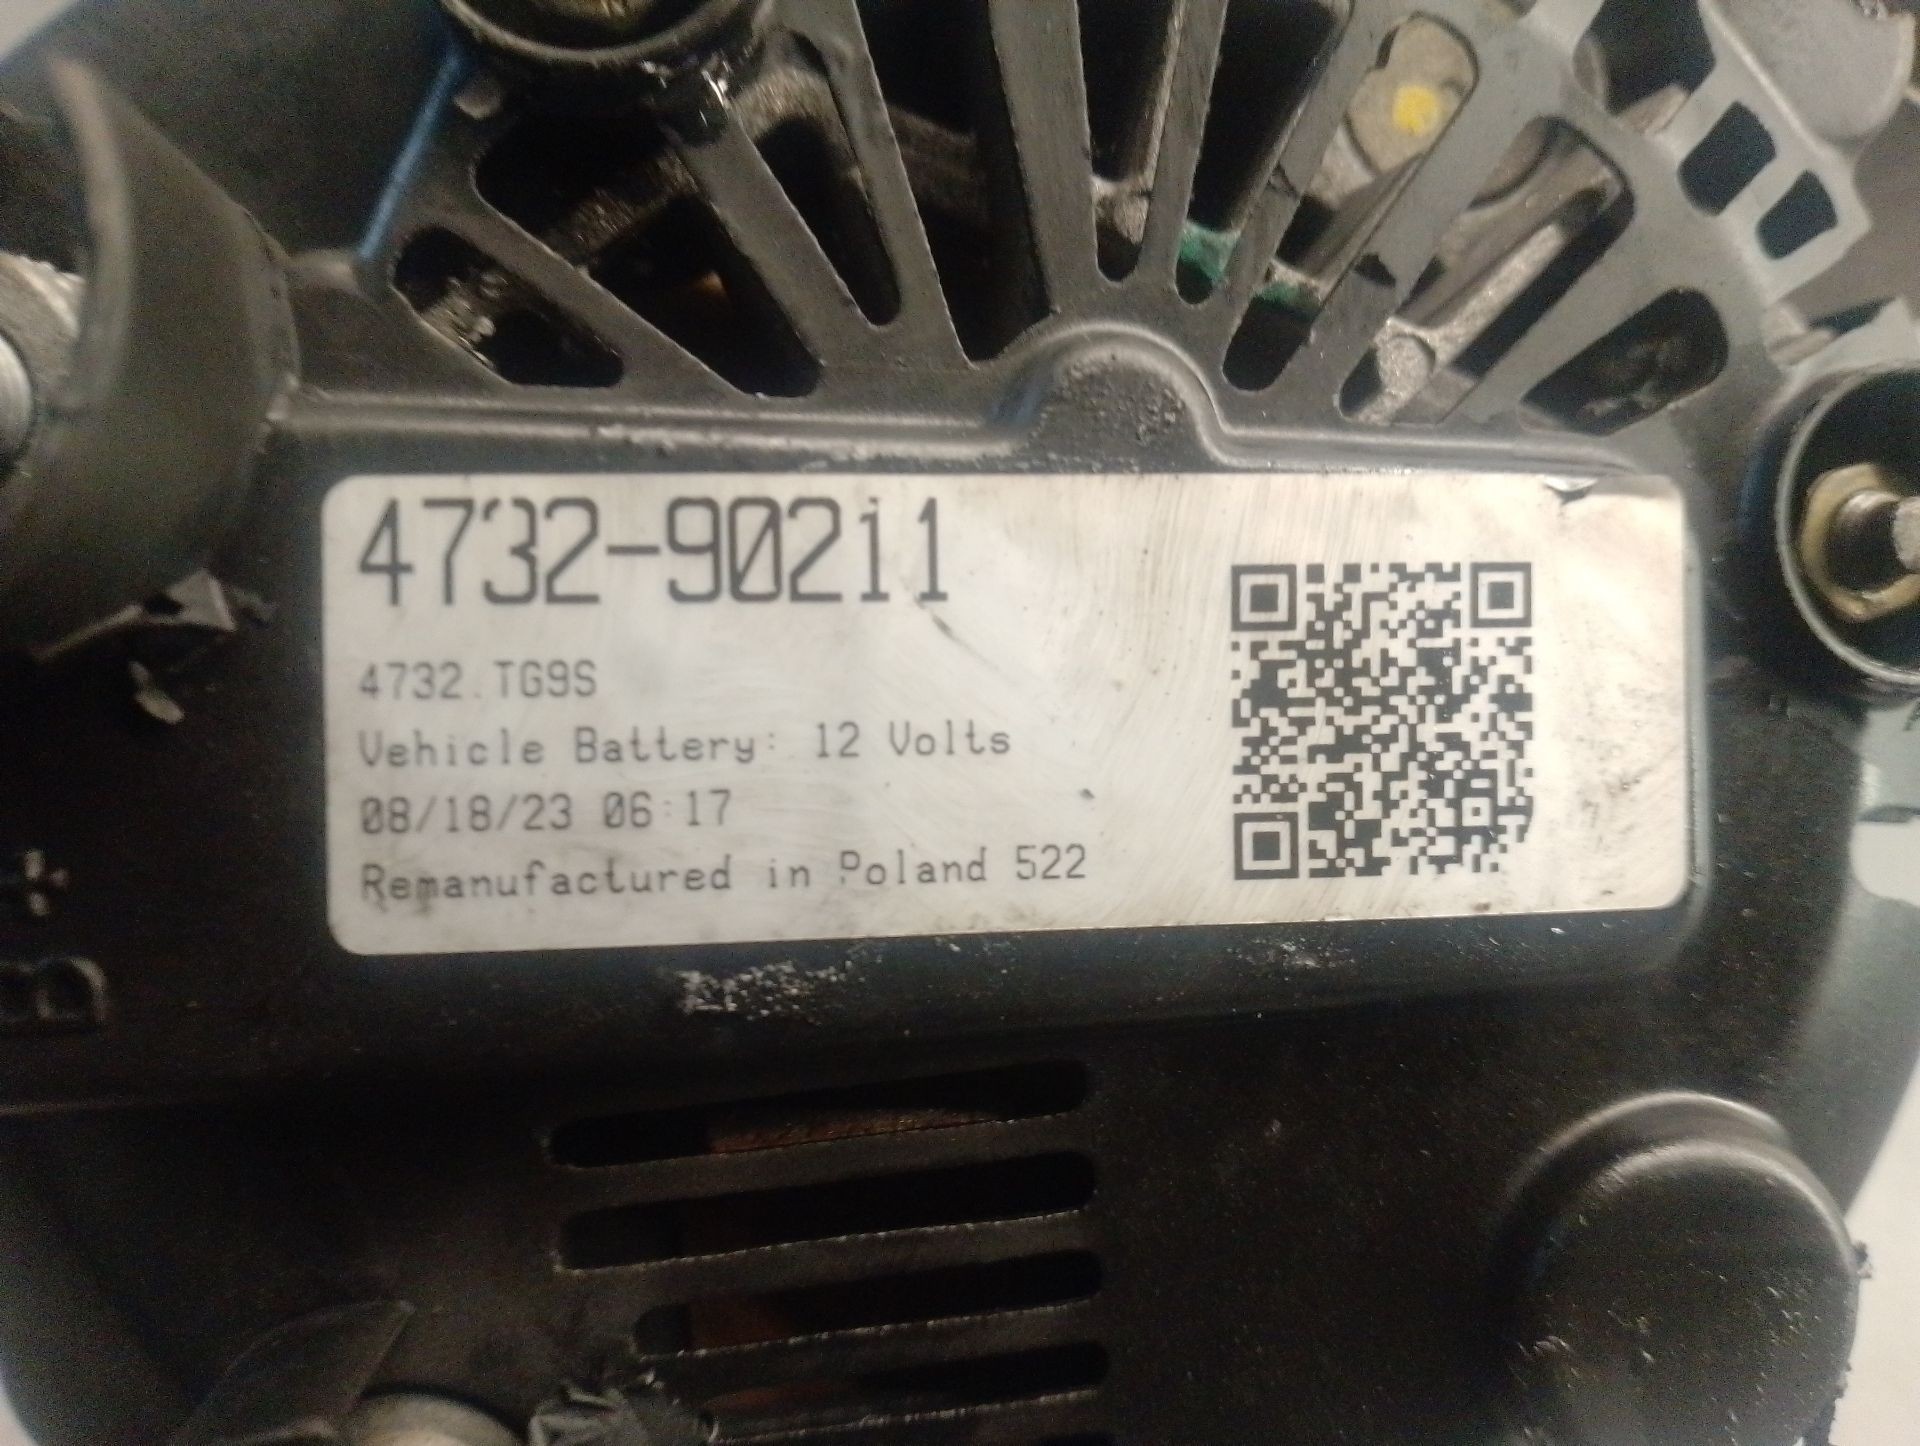 4732-90211
4732.TG9S
Vehicle Battery: 12 Volts
08/18/23 06:17
Remanufactured in Poland 522
B